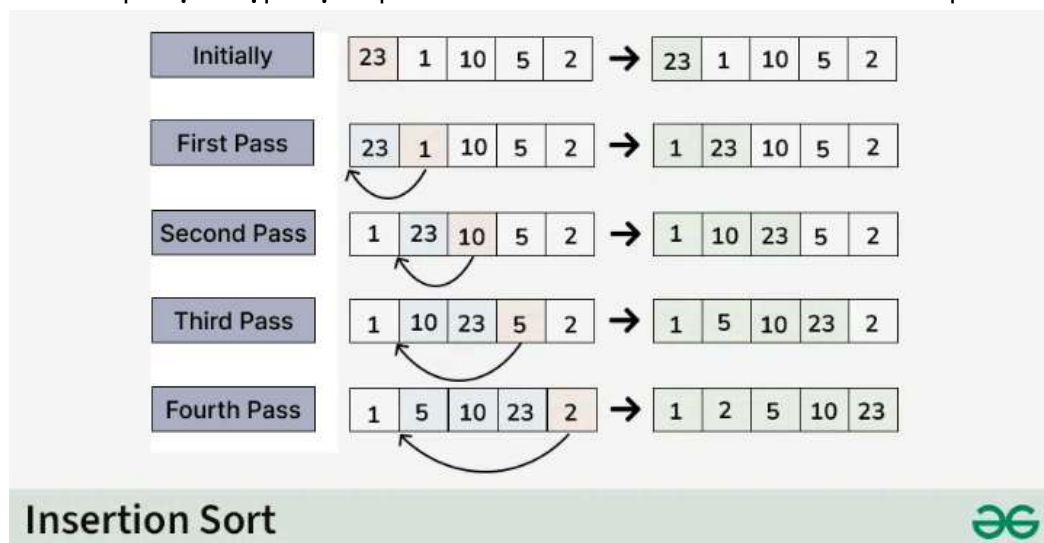 Initially 23 1 10 5 2 → 23 1 10 5 2
First Pass 23 1 10 5 2 → 1 23 10 5 2
Second Pass 1 23 10 5 2 → 1 10 23 5 2
Third Pass 1 10 23 5 2 → 1 5 10 23 2
Fourth Pass 1 5 10 23 2 → 1 2 5 10 23
Insertion Sort